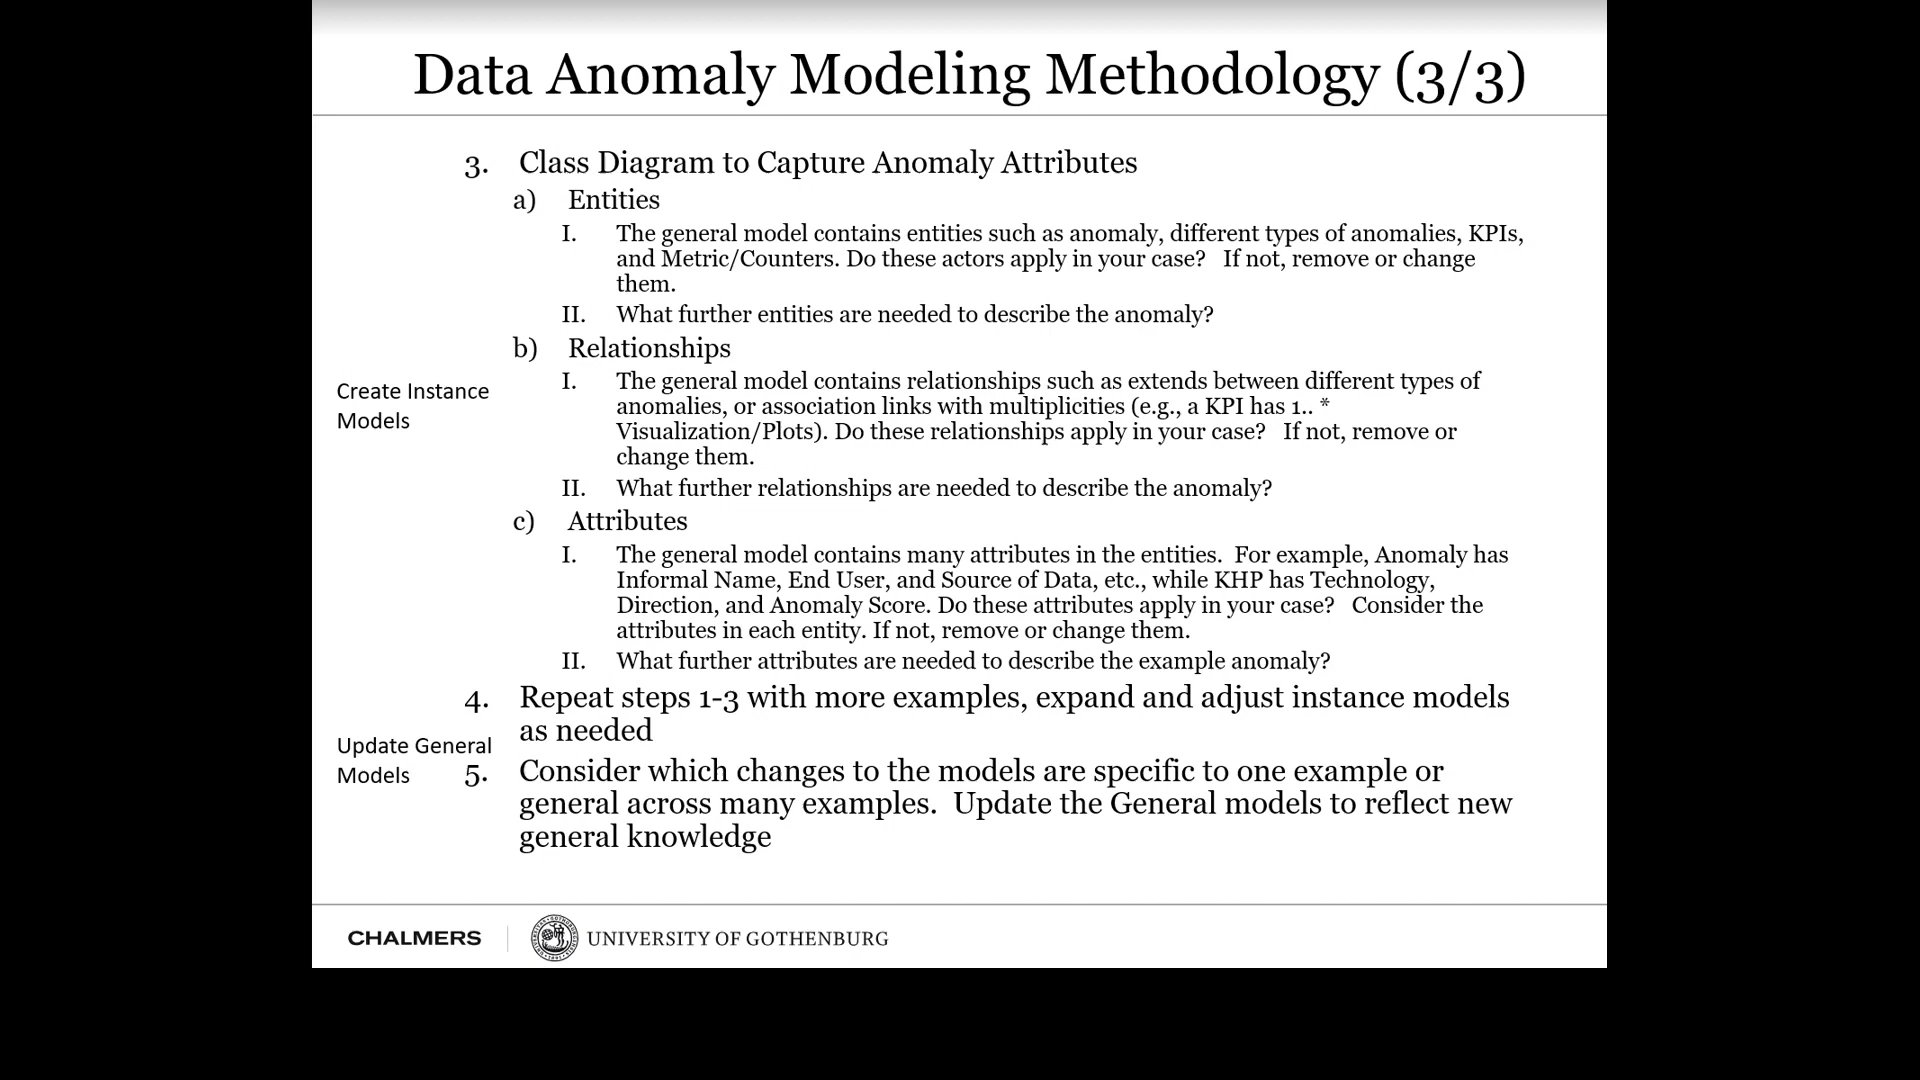 Data Anomaly Modeling Methodology (3/3)
3. Class Diagram to Capture Anomaly Attributes
a) Entities
I. The general model contains entities such as anomaly, different types of anomalies, KPIs,
and Metric/Counters. Do these actors apply in your case? If not, remove or change
them.
II. What further entities are needed to describe the anomaly?
b) Relationships
I. The general model contains relationships such as extends between different types of
anomalies, or association links with multiplicities (e.g., a KPI has 1.. *
Visualization/Plots). Do these relationships apply in your case? If not, remove or
change them.
II. What further relationships are needed to describe the anomaly?
c) Attributes
I. The general model contains many attributes in the entities. For example, Anomaly has
Informal Name, End User, and Source of Data, etc., while KHP has Technology,
Direction, and Anomaly Score. Do these attributes apply in your case? Consider the
attributes in each entity. If not, remove or change them.
II. What further attributes are needed to describe the example anomaly?
Create Instance
Models
4. Repeat steps 1-3 with more examples, expand and adjust instance models
as needed
5. Consider which changes to the models are specific to one example or
general across many examples. Update the General models to reflect new
general knowledge
Update General
Models
CHALMERS
UNIVERSITY OF GOTHENBURG